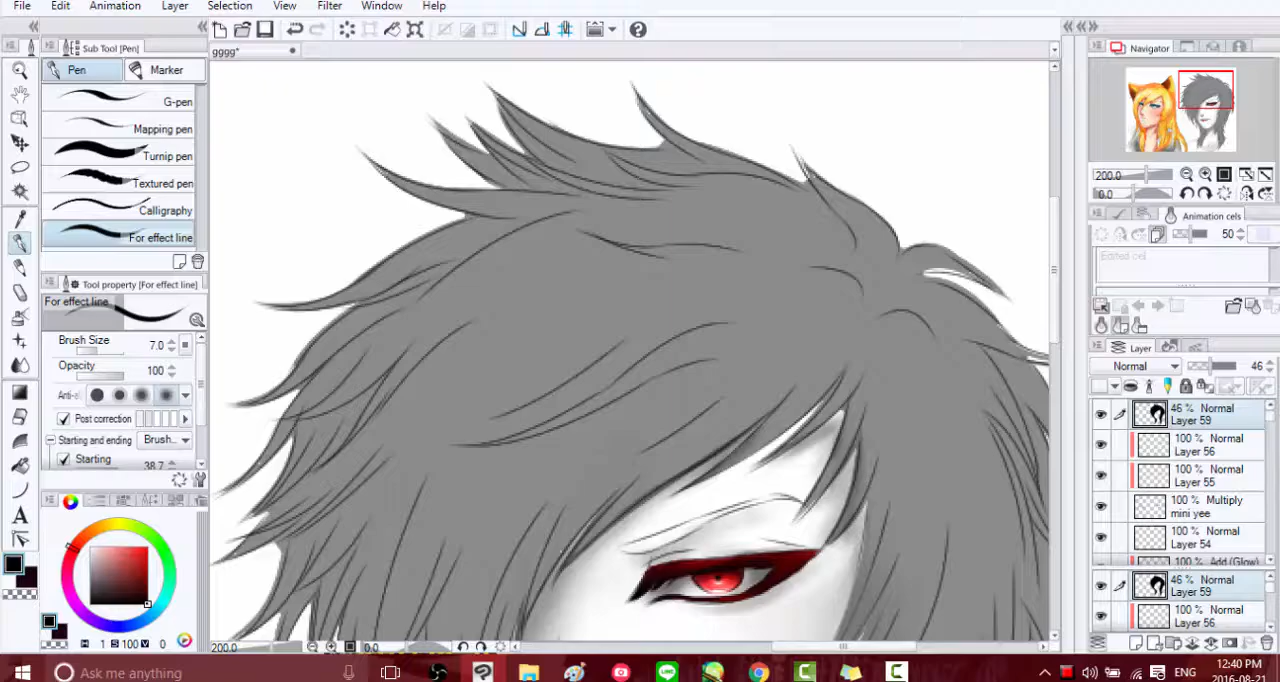 File Edit Animation Layer Selection View Filter Window Help
Sub Tool [Pen]
gggg*
Navigator
Pen Marker
G-pen
Mapping pen
Turnip pen
Textured pen
Calligraphy
For effect line
Tool property [For effect line]
For effect line
Brush Size 7.0
Opacity 100
Post correction
Starting and ending Brush..
Starting 38.7
1 S 100 V 0
200.0
0.0
Animation cels
50
Edited cel
Layer
Normal 46
46 % Normal
Layer 59
100 % Normal
Layer 56
100 % Normal
Layer 55
100 % Multiply
mini yee
100 % Normal
Layer 54
100 % Add (Glow)
46 % Normal
Layer 59
100 % Normal
Layer 56
200.0 0.0
Ask me anything
LINE
ENG
12:40 PM
2016-08-21